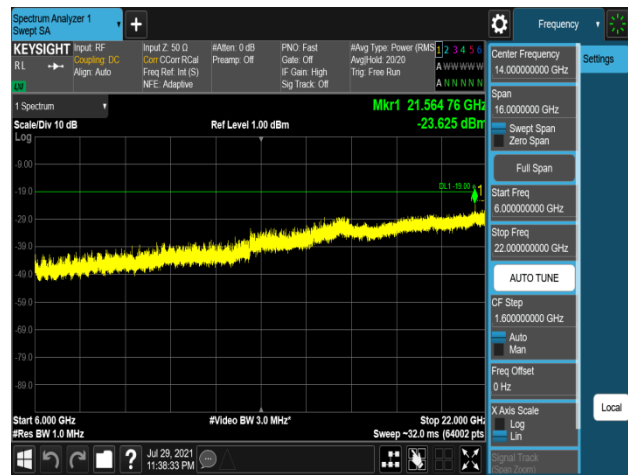 Spectrum Analyzer 1
Swept SA
+
Frequency
KEYSIGHT
RL
Input: RF
Coupling: DC
Align: Auto
Input Z: 50 Ω
Corr CCorr RCal
Freq Ref: Int (S)
NFE: Adaptive
#Atten: 0 dB
Preamp: Off
PNO: Fast
Gate: Off
IF Gain: High
Sig Track: Off
#Avg Type: Power (RMS
Avg|Hold: 20/20
Trig: Free Run
1 2 3 4 5 6
A W W W W W
A N N N N N
1 Spectrum
Mkr1 21.564 76 GHz
-23.625 dBm
Scale/Div 10 dB
Ref Level 1.00 dBm
Log
-9.00
-19.0
-29.0
-39.0
-49.0
-59.0
-69.0
-79.0
-89.0
DL1 -19.00
1
Start 6.000 GHz
#Video BW 3.0 MHz*
Stop 22.000 GHz
#Res BW 1.0 MHz
Sweep ~32.0 ms (64002 pts
?
Jul 29, 2021
11:38:33 PM
Center Frequency
14.000000000 GHz
Settings
Span
16.0000000 GHz
Swept Span
Zero Span
Full Span
Start Freq
6.000000000 GHz
Stop Freq
22.000000000 GHz
AUTO TUNE
CF Step
1.600000000 GHz
Auto
Man
Freq Offset
0 Hz
X Axis Scale
Log
Lin
Local
Signal Track
(Span Zoom)